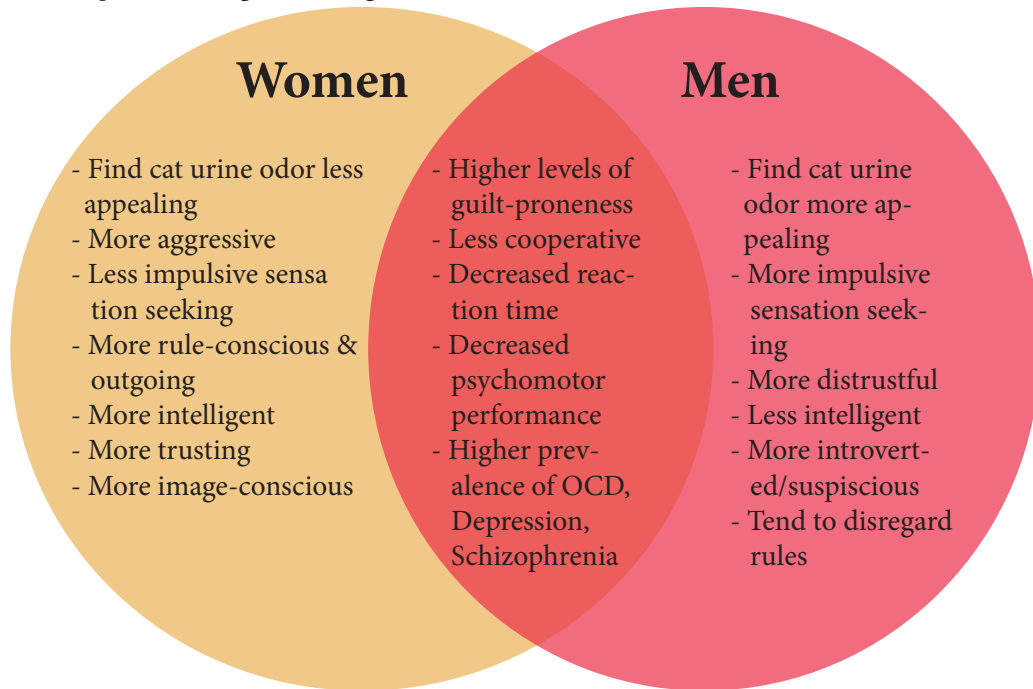 Women
- Find cat urine odor less
appealing
- More aggressive
- Less impulsive sensa
tion seeking
- More rule-conscious &
outgoing
- More intelligent
- More trusting
- More image-conscious
- Higher levels of
guilt-proneness
- Less cooperative
- Decreased reac-
tion time
- Decreased
psychomotor
performance
- Higher prev-
alence of OCD,
Depression,
Schizophrenia
Men
- Find cat urine
odor more ap-
pealing
- More impulsive
sensation seek-
ing
- More distrustful
- Less intelligent
- More introvert-
ed/suspiscious
- Tend to disregard
rules